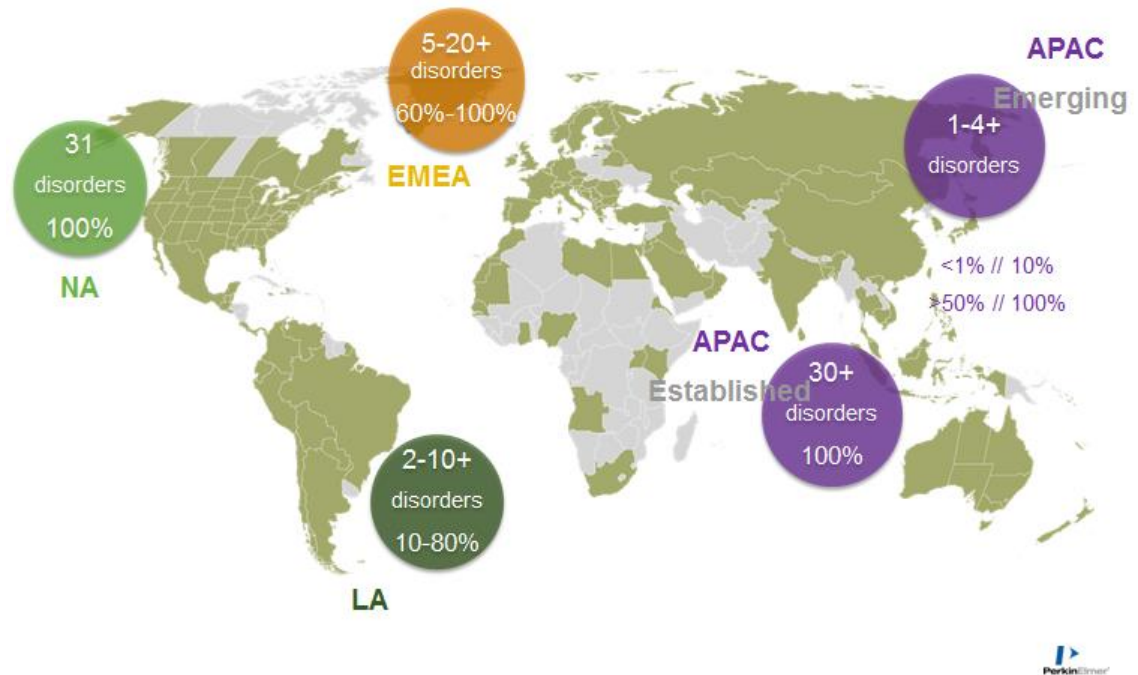 5-20+
disorders
60%-100%
EMEA
APAC
Emerging
1-4+
disorders
<1% // 10%
>50% // 100%
31
disorders
100%
NA
APAC
Established
30+
disorders
100%
2-10+
disorders
10-80%
LA
PerkinElmer